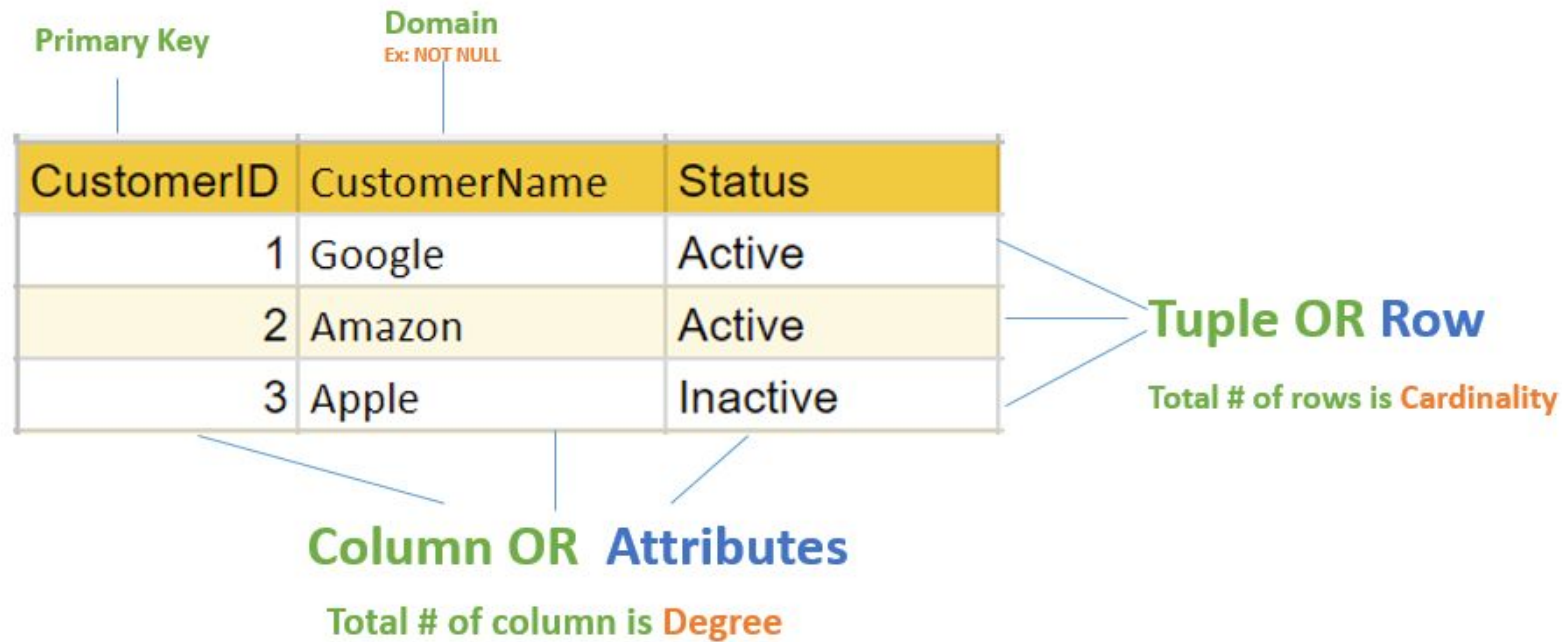 Primary Key
Domain
Ex: NOT NULL
CustomerID CustomerName Status
1 Google Active
2 Amazon Active
3 Apple Inactive
Tuple OR Row
Total # of rows is Cardinality
Column OR Attributes
Total # of column is Degree